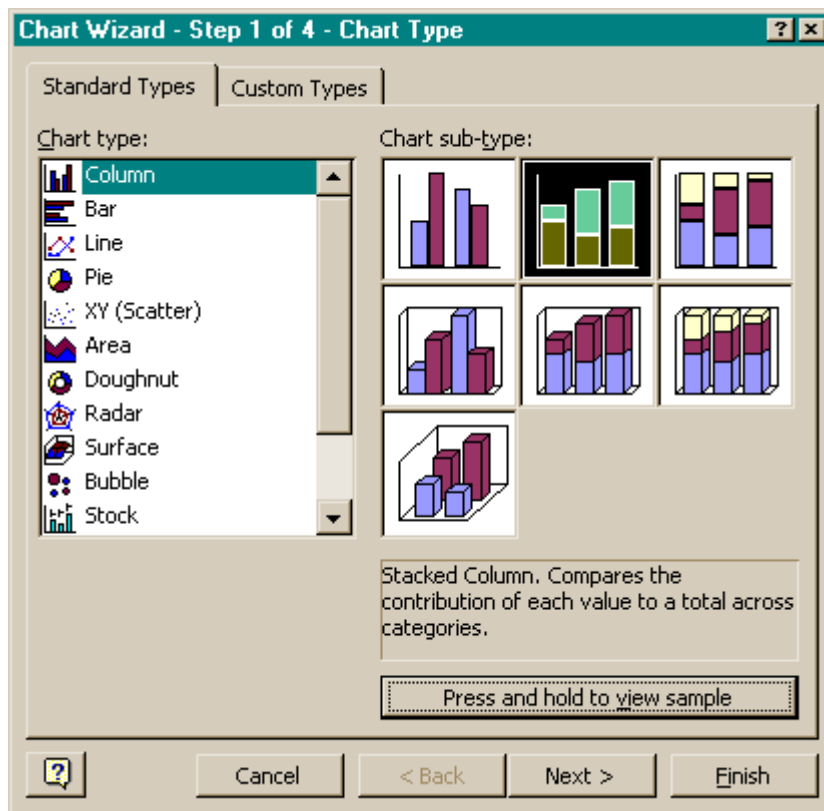 Chart Wizard - Step 1 of 4 - Chart Type
Standard Types
Custom Types
Chart type:
Column
Bar
Line
Pie
XY (Scatter)
Area
Doughnut
Radar
Surface
Bubble
Stock
Chart sub-type:
Stacked Column. Compares the
contribution of each value to a total across
categories.
Press and hold to view sample
Cancel
< Back
Next >
Finish